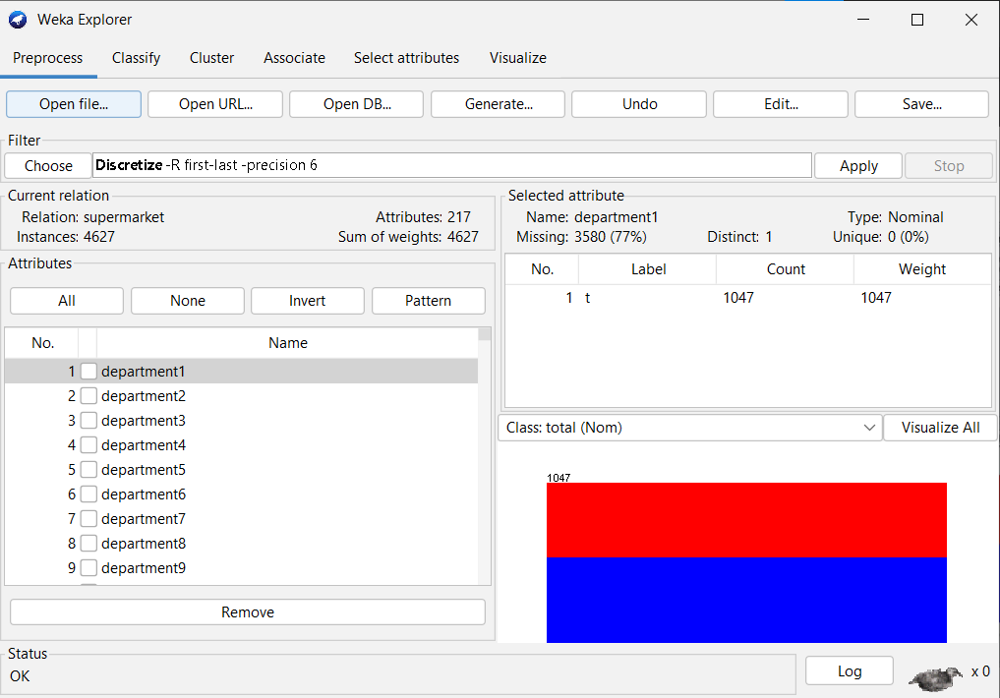 Weka Explorer
Preprocess Classify Cluster Associate Select attributes Visualize
Open file... Open URL... Open DB... Generate... Undo Edit... Save...
Filter
Choose Discretize -R first-last -precision 6 Apply Stop
Current relation
Relation: supermarket Attributes: 217
Instances: 4627 Sum of weights: 4627
Selected attribute
Name: department1 Type: Nominal
Missing: 3580 (77%) Distinct: 1 Unique: 0 (0%)
Attributes
All None Invert Pattern
No. Name
1 department1
2 department2
3 department3
4 department4
5 department5
6 department6
7 department7
8 department8
9 department9
Remove
No. Label Count Weight
1 t 1047 1047
Class: total (Nom) Visualize All
1047
Status
OK
Log x 0